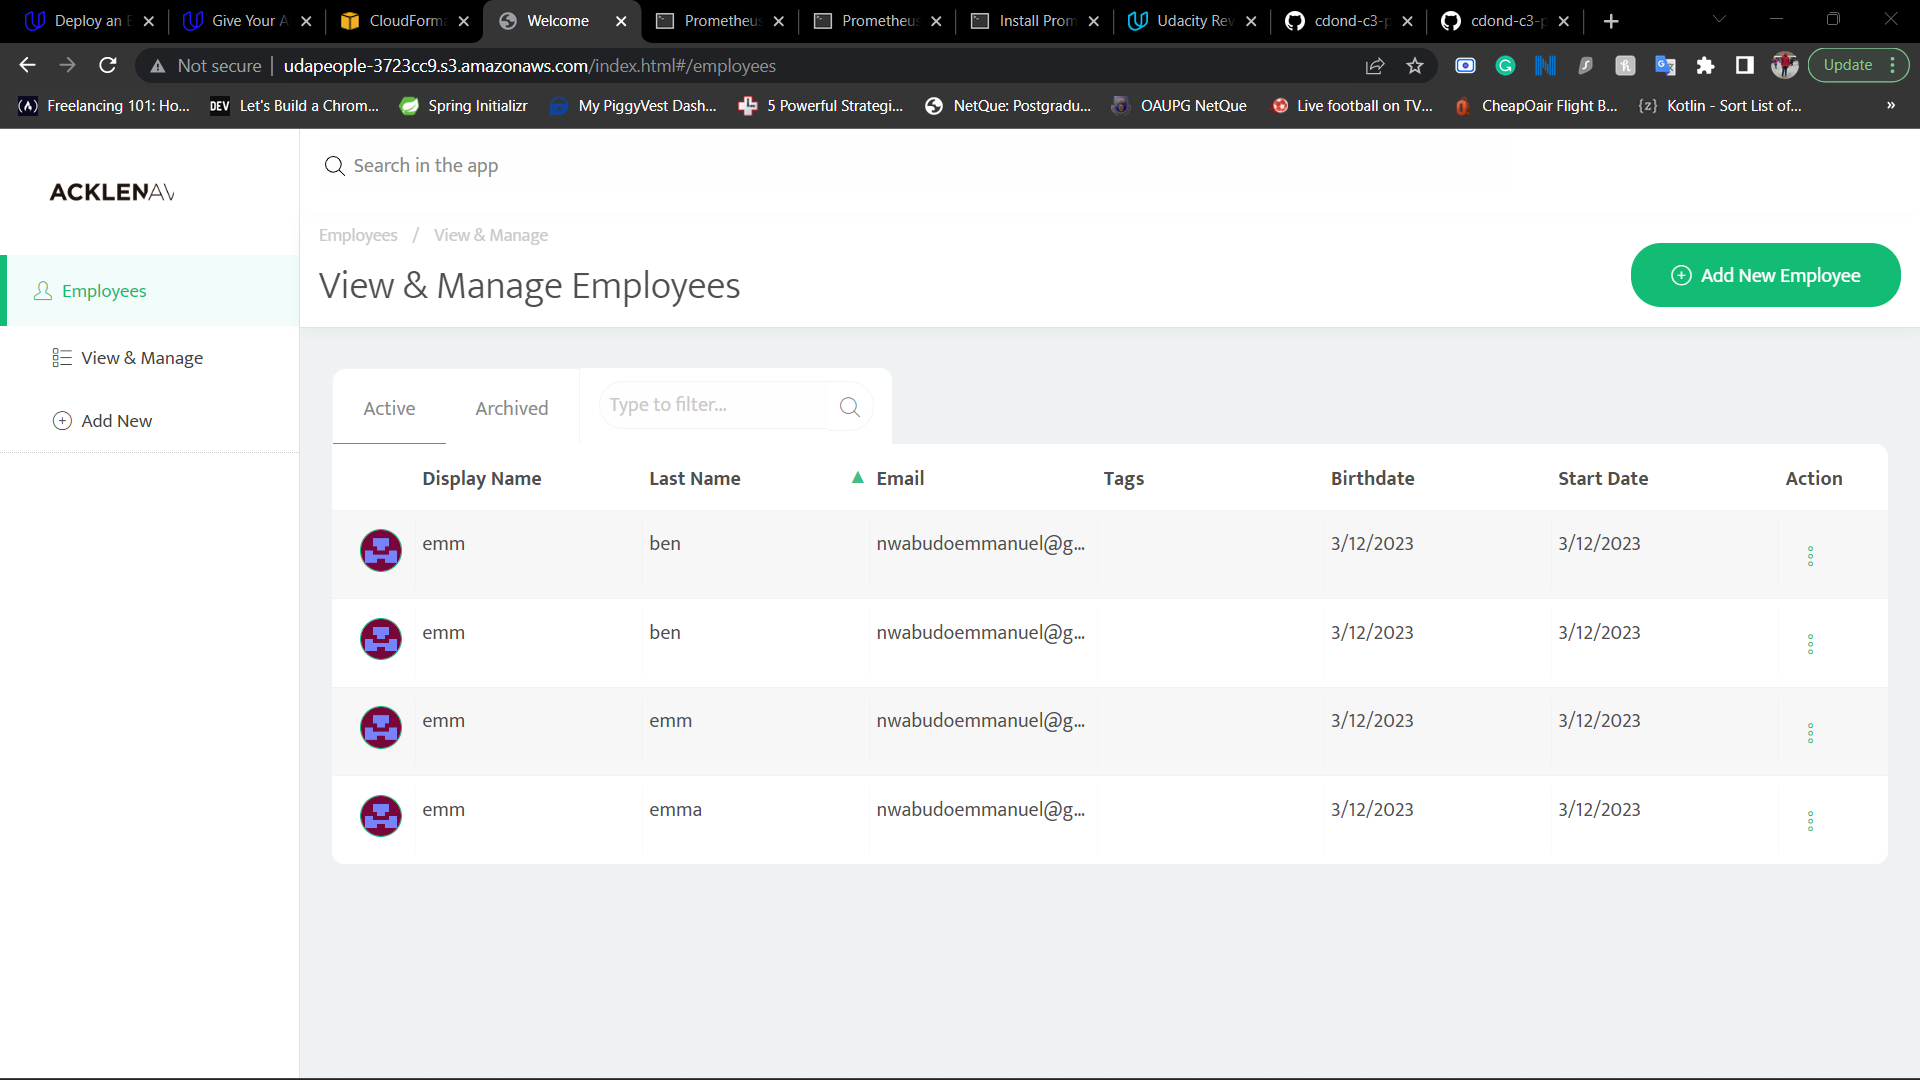 Deploy an E
Give Your A
CloudForma
Welcome
Prometheus
Prometheus
Install Prom
Udacity Rev
cdond-c3-p
cdond-c3-p
Not secure
udapeople-3723cc9.s3.amazonaws.com/index.html#/employees
Update
Freelancing 101: Ho...
DEV Let's Build a Chrom...
Spring Initializr
My PiggyVest Dash...
5 Powerful Strategi...
NetQue: Postgradu...
OAUPG NetQue
Live football on TV...
CheapOair Flight B...
{z} Kotlin - Sort List of...
»
ACKLENAV
Search in the app
Employees / View & Manage
View & Manage Employees
Add New Employee
Employees
View & Manage
Add New
Active Archived Type to filter...
Display Name Last Name Email Tags Birthdate Start Date Action
emm ben nwabudoemmanuel@g... 3/12/2023 3/12/2023
emm ben nwabudoemmanuel@g... 3/12/2023 3/12/2023
emm emm nwabudoemmanuel@g... 3/12/2023 3/12/2023
emm emma nwabudoemmanuel@g... 3/12/2023 3/12/2023